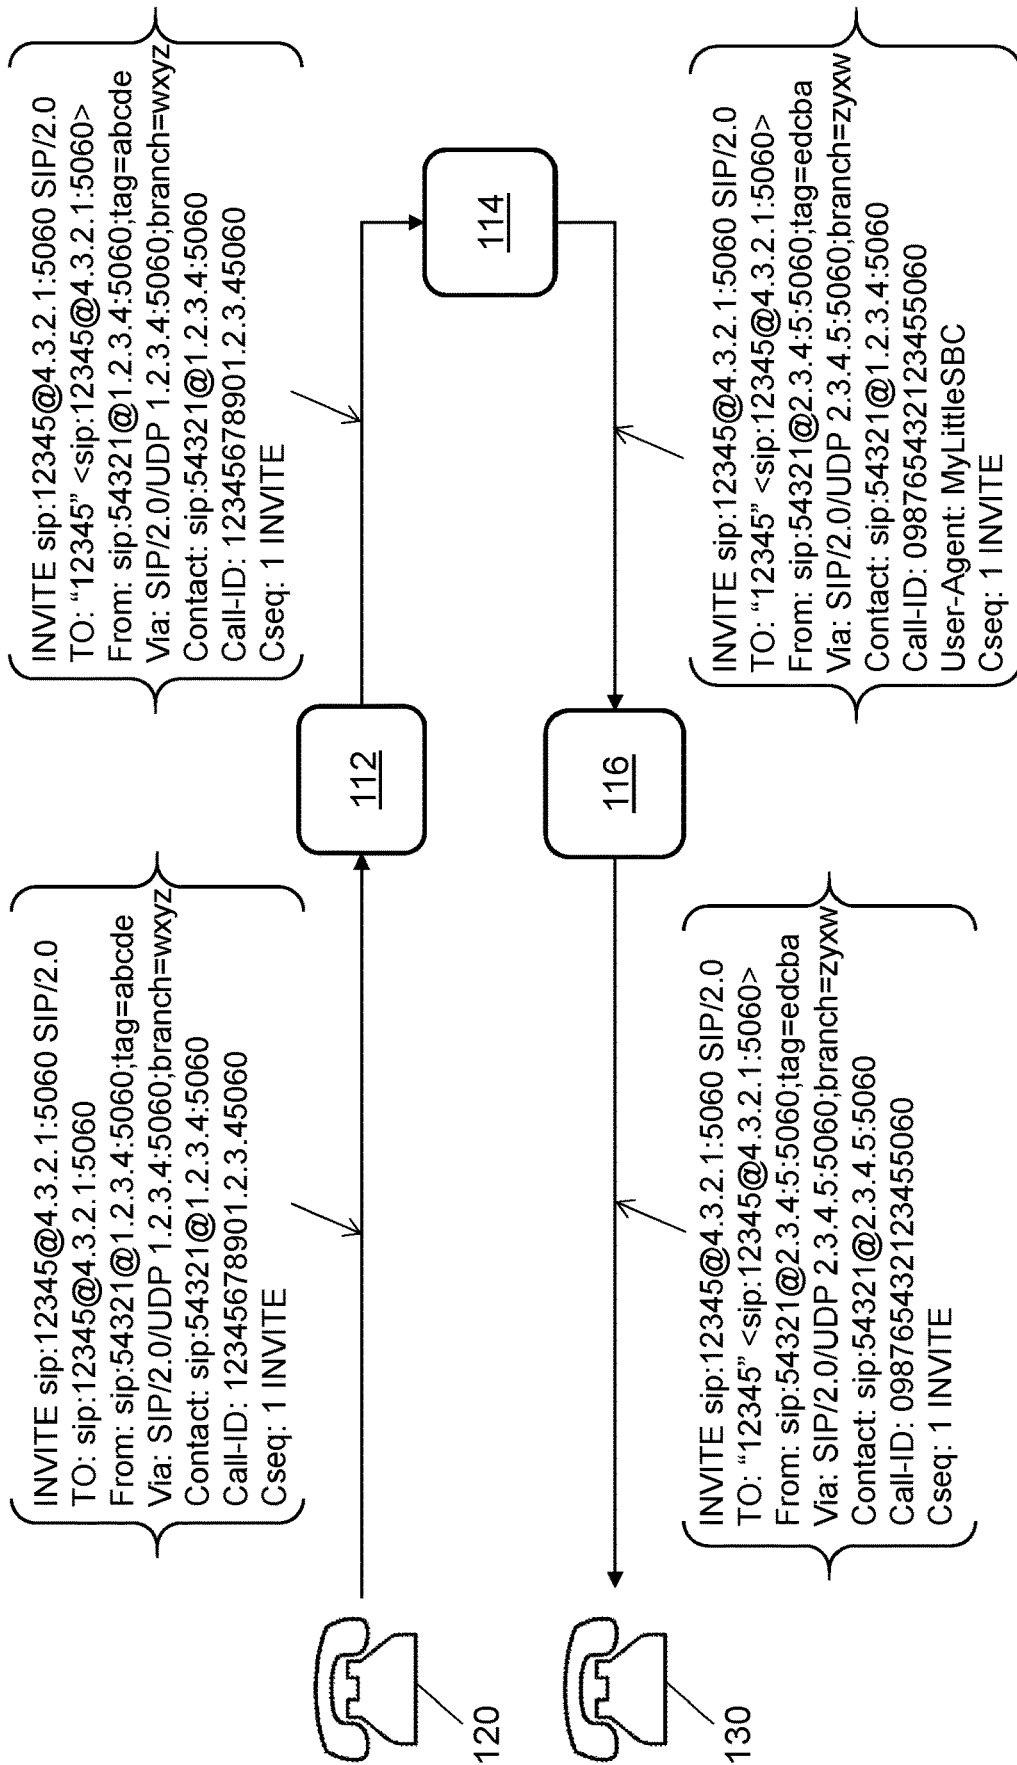 INVITE sip:12345@4.3.2.1:5060 SIP/2.0
TO: sip:12345@4.3.2.1:5060
From: sip:54321@1.2.3.4:5060;tag=abcde
Via: SIP/2.0/UDP 1.2.3.4:5060;branch=wxyz
Contact: sip:54321@1.2.3.4:5060
Call-ID: 12345678901.2.3.45060
Cseq: 1 INVITE
INVITE sip:12345@4.3.2.1:5060 SIP/2.0
TO: “12345” <sip:12345@4.3.2.1:5060>
From: sip:54321@1.2.3.4:5060;tag=abcde
Via: SIP/2.0/UDP 1.2.3.4:5060;branch=wxyz
Contact: sip:54321@1.2.3.4:5060
Call-ID: 12345678901.2.3.45060
Cseq: 1 INVITE
120
112
114
130
116
INVITE sip:12345@4.3.2.1:5060 SIP/2.0
TO: “12345” <sip:12345@4.3.2.1:5060>
From: sip:54321@2.3.4:5:5060;tag=edcba
Via: SIP/2.0/UDP 2.3.4.5:5060;branch=zyxw
Contact: sip:54321@2.3.4.5:5060
Call-ID: 098765432123455060
Cseq: 1 INVITE
INVITE sip:12345@4.3.2.1:5060 SIP/2.0
TO: “12345” <sip:12345@4.3.2.1:5060>
From: sip:54321@2.3.4:5:5060;tag=edcba
Via: SIP/2.0/UDP 2.3.4.5:5060;branch=zyxw
Contact: sip:54321@1.2.3.4:5060
Call-ID: 098765432123455060
User-Agent: MyLittleSBC
Cseq: 1 INVITE